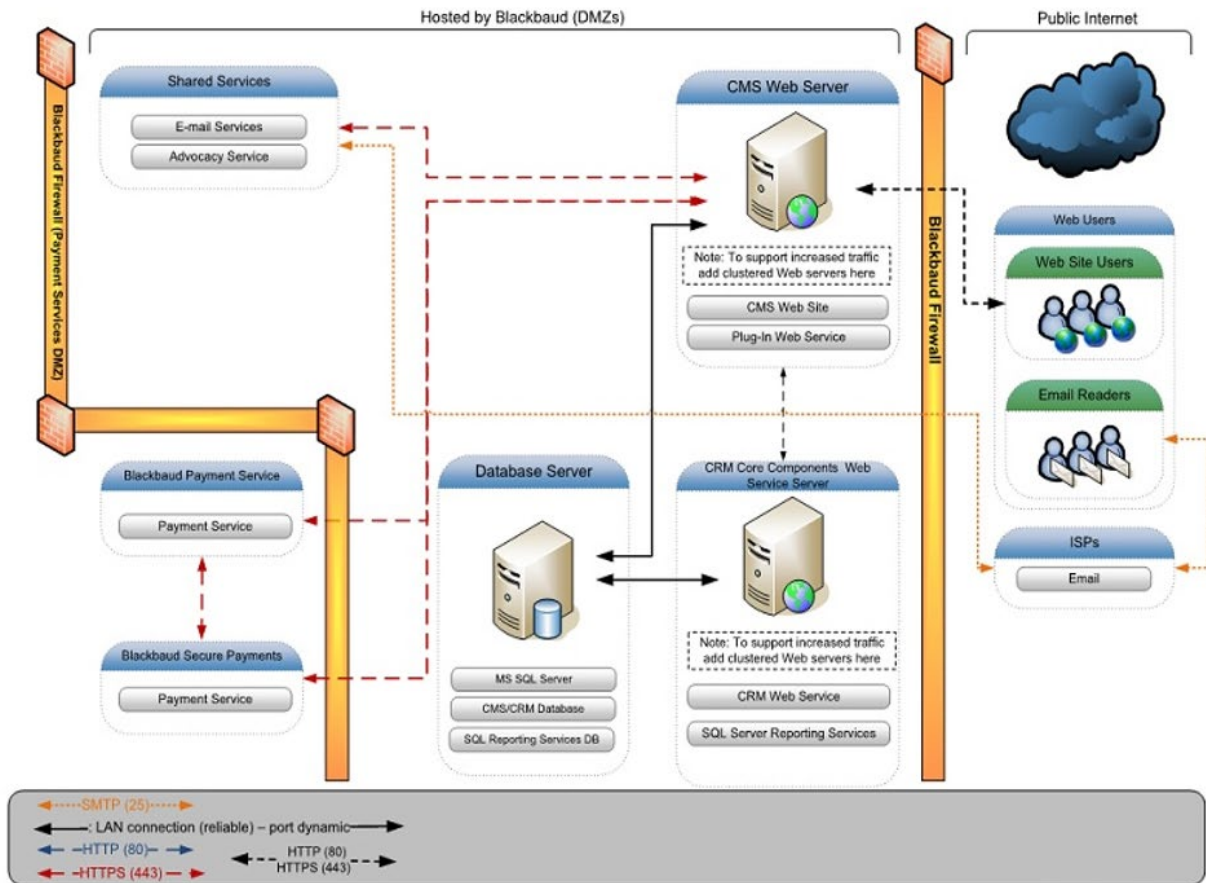 Hosted by Blackbaud (DMZs)
Public Internet
Blackbaud Firewall (Payment Services
DMZ)
Shared Services
E-mail Services
Advocacy Service
CMS Web Server
Note: To support increased traffic
add clustered Web servers here
CMS Web Site
Plug-In Web Service
Blackbaud Firewall
Web Users
Web Site Users
Email Readers
ISPs
Email
Blackbaud Payment Service
Payment Service
Blackbaud Secure Payments
Payment Service
Database Server
MS SQL Server
CMS/CRM Database
SQL Reporting Services DB
CRM Core Components Web
Service Server
Note: To support increased traffic
add clustered Web servers here
CRM Web Service
SQL Server Reporting Services
SMTP (25)
: LAN connection (reliable) – port dynamic
HTTP (80)
HTTPS (443)
HTTP (80)
HTTPS (443)